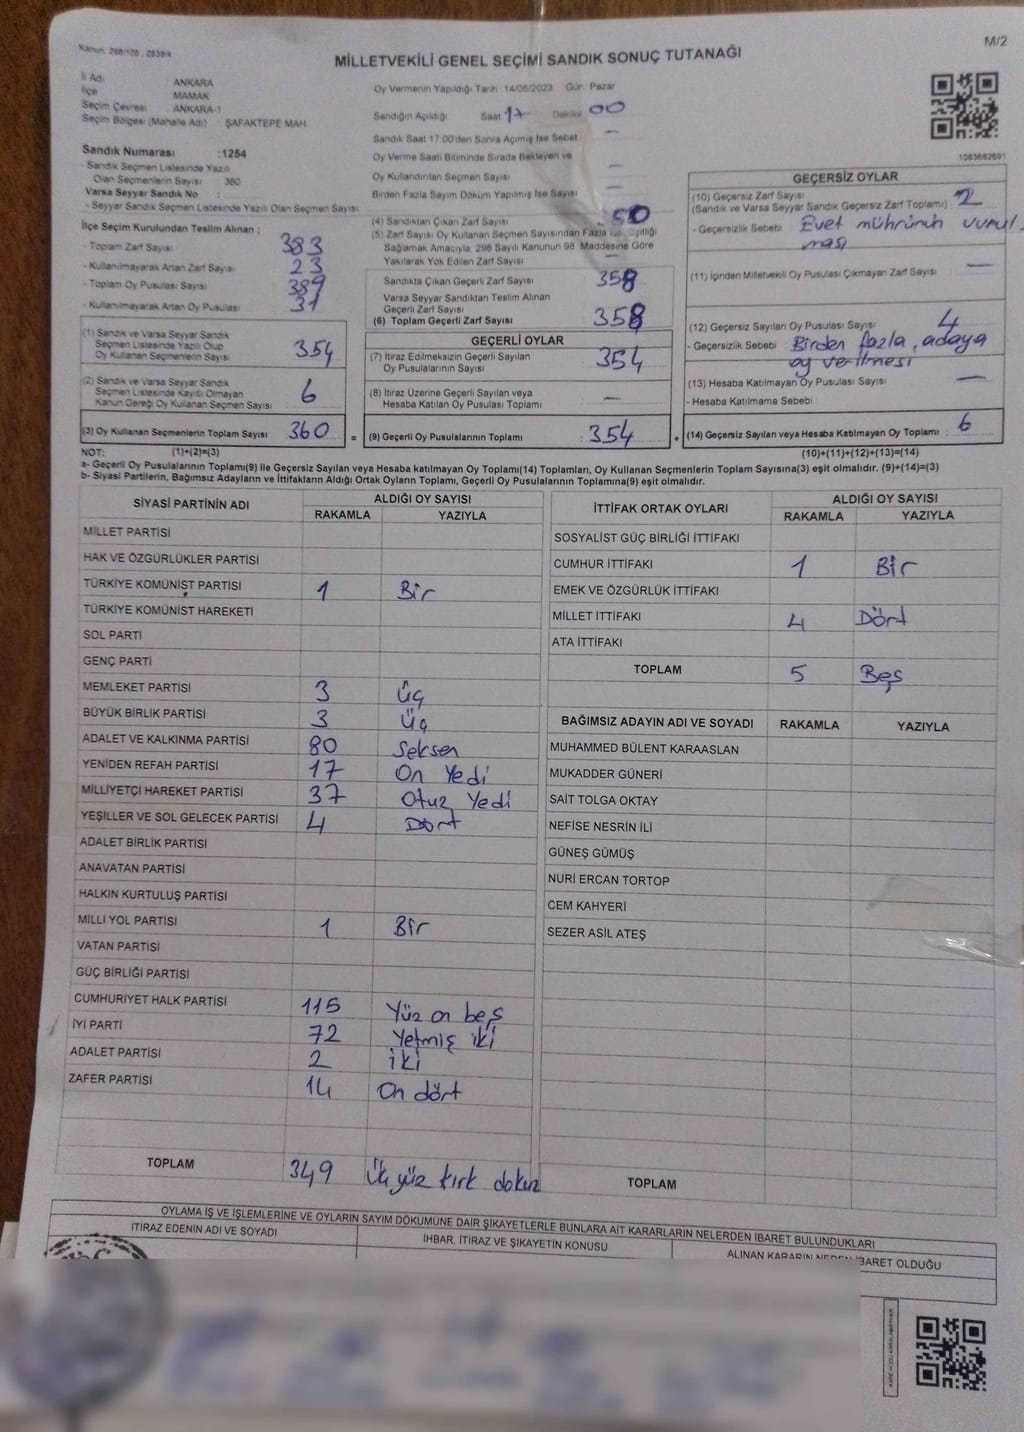 Kanun: 298/105 , 2839/4
M/2
MİLLETVEKİLİ GENEL SEÇİMİ SANDIK SONUÇ TUTANAĞI
İl Adı ANKARA
İlçe MAMAK
Seçim Çevresi ANKARA-1
Seçim Bölgesi (Mahalle Adı) : ŞAFAKTEPE MAH.
Sandık Numarası :1254
- Sandık Seçmen Listesinde Yazılı
Olan Seçmenlerin Sayısı : 380
Varsa Seyyar Sandık No :
- Seyyar Sandık Seçmen Listesinde Yazılı Olan Seçmen Sayısı:
İlçe Seçim Kurulundan Teslim Alınan ;
- Toplam Zarf Sayısı 383
- Kullanılmayarak Artan Zarf Sayısı 23
- Toplam Oy Pusulası Sayısı 389
- Kullanılmayarak Artan Oy Pusulası 31
(1) Sandık ve Varsa Seyyar Sandık
Seçmen Listesinde Yazılı Olup
Oy Kullanan Seçmenlerin Sayısı 354
(2) Sandık ve Varsa Seyyar Sandık
Seçmen Listesinde Kayıtlı Olmayan
Kanun Gereği Oy Kullanan Seçmen Sayısı 6
(3) Oy Kullanan Seçmenlerin Toplam Sayısı 360 =
Oy Vermenin Yapıldığı Tarih: 14/05/2023 Gün: Pazar
Sandığın Açıldığı Saat 17 Dakika 00
Sandık Saat 17:00'den Sonra Açılmış İse Sebebi —
Oy Verme Saati Bitiminde Sırada Bekleyen ve
Oy Kullandırılan Seçmen Sayısı —
Birden Fazla Sayım Döküm Yapılmış İse Sayısı —
(4) Sandıktan Çıkan Zarf Sayısı
(5) Zarf Sayısı Oy Kullanan Seçmen Sayısından Fazla ise Eşitliği
Sağlamak Amacıyla, 298 Sayılı Kanunun 98. Maddesine Göre
Yakılarak Yok Edilen Zarf Sayısı —
Sandıkta Çıkan Geçerli Zarf Sayısı 358
Varsa Seyyar Sandıktan Teslim Alınan
Geçerli Zarf Sayısı
(6) Toplam Geçerli Zarf Sayısı 358
GEÇERLİ OYLAR
(7) İtiraz Edilmeksizin Geçerli Sayılan
Oy Pusulalarının Sayısı 354
(8) İtiraz Üzerine Geçerli Sayılan veya
Hesaba Katılan Oy Pusulası Toplamı —
(9) Geçerli Oy Pusulalarının Toplamı 354 +
1083682691
GEÇERSİZ OYLAR
(10) Geçersiz Zarf Sayısı
(Sandık ve Varsa Seyyar Sandık Geçersiz Zarf Toplamı) 2
- Geçersizlik Sebebi Evet mührünün vurul
ması
(11) İçinden Milletvekili Oy Pusulası Çıkmayan Zarf Sayısı —
(12) Geçersiz Sayılan Oy Pusulası Sayısı 4
- Geçersizlik Sebebi Birden fazla, adaya
oy verilmesi
(13) Hesaba Katılmayan Oy Pusulası Sayısı —
- Hesaba Katılmama Sebebi
(14) Geçersiz Sayılan veya Hesaba Katılmayan Oy Toplamı : 6
NOT: (1)+(2)=(3) (10)+(11)+(12)+(13)=(14)
a- Geçerli Oy Pusulalarının Toplamı(9) ile Geçersiz Sayılan veya Hesaba katılmayan Oy Toplamı(14) Toplamları, Oy Kullanan Seçmenlerin Toplam Sayısına(3) eşit olmalıdır. (9)+(14)=(3)
b- Siyasi Partilerin, Bağımsız Adayların ve İttifakların Aldığı Ortak Oyların Toplamı, Geçerli Oy Pusulalarının Toplamına(9) eşit olmalıdır.
SİYASİ PARTİNİN ADI ALDIĞI OY SAYISI
RAKAMLA YAZIYLA
MİLLET PARTİSİ
HAK VE ÖZGÜRLÜKLER PARTİSİ
TÜRKİYE KOMÜNİST PARTİSİ 1 Bir
TÜRKİYE KOMÜNİST HAREKETİ
SOL PARTİ
GENÇ PARTİ
MEMLEKET PARTİSİ 3 Üç
BÜYÜK BİRLİK PARTİSİ 3 Üç
ADALET VE KALKINMA PARTİSİ 80 Seksen
YENİDEN REFAH PARTİSİ 17 On Yedi
MİLLİYETÇİ HAREKET PARTİSİ 37 Otuz Yedi
YEŞİLLER VE SOL GELECEK PARTİSİ 4 Dört
ADALET BİRLİK PARTİSİ
ANAVATAN PARTİSİ
HALKIN KURTULUŞ PARTİSİ
MİLLİ YOL PARTİSİ 1 Bir
VATAN PARTİSİ
GÜÇ BİRLİĞİ PARTİSİ
CUMHURİYET HALK PARTİSİ 115 Yüz on beş
İYİ PARTİ 72 Yetmiş iki
ADALET PARTİSİ 2 iki
ZAFER PARTİSİ 14 On dört
TOPLAM 349 Üçyüz kırk dokuz
İTTİFAK ORTAK OYLARI ALDIĞI OY SAYISI
RAKAMLA YAZIYLA
SOSYALİST GÜÇ BİRLİĞİ İTTİFAKI
CUMHUR İTTİFAKI 1 Bir
EMEK VE ÖZGÜRLÜK İTTİFAKI
MİLLET İTTİFAKI 4 Dört
ATA İTTİFAKI
TOPLAM 5 Beş
BAĞIMSIZ ADAYIN ADI VE SOYADI RAKAMLA YAZIYLA
MUHAMMED BÜLENT KARAASLAN
MUKADDER GÜNERİ
SAİT TOLGA OKTAY
NEFİSE NESRİN İLİ
GÜNEŞ GÜMÜŞ
NURİ ERCAN TORTOP
CEM KAHYERİ
SEZER ASİL ATEŞ
TOPLAM
OYLAMA İŞ VE İŞLEMLERİNE VE OYLARIN SAYIM DÖKÜMÜNE DAİR ŞİKAYETLERLE BUNLARA AİT KARARLARIN NELERDEN İBARET BULUNDUKLARI
İTİRAZ EDENİN ADI VE SOYADI İHBAR, İTİRAZ VE ŞİKAYETİN KONUSU ALINAN KARARIN NEDEN İBARET OLDUĞU